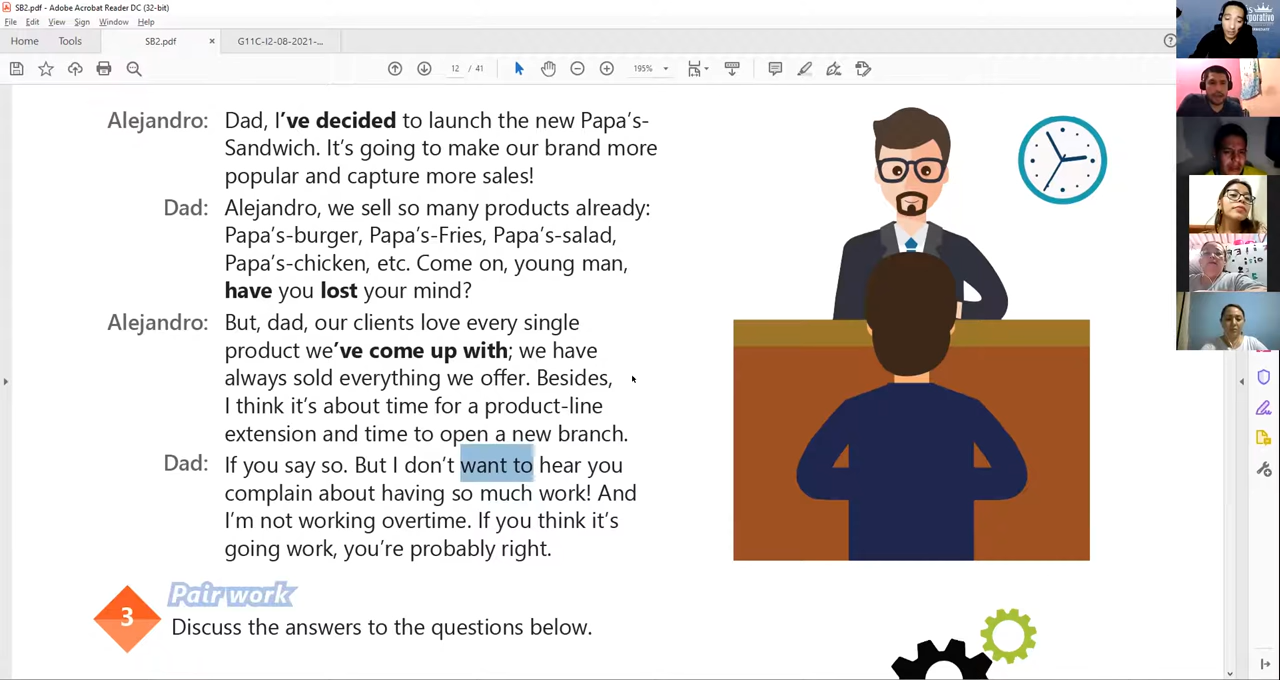 SB2.pdf - Adobe Acrobat Reader DC (32-bit)
File Edit View Sign Window Help
Home Tools SB2.pdf × G11C-I2-08-2021-...
12 / 41 195%
Alejandro: Dad, I've decided to launch the new Papa's-
Sandwich. It's going to make our brand more
popular and capture more sales!
Dad: Alejandro, we sell so many products already:
Papa's-burger, Papa's-Fries, Papa's-salad,
Papa's-chicken, etc. Come on, young man,
have you lost your mind?
Alejandro: But, dad, our clients love every single
product we've come up with; we have
always sold everything we offer. Besides,
I think it's about time for a product-line
extension and time to open a new branch.
Dad: If you say so. But I don't want to hear you
complain about having so much work! And
I'm not working overtime. If you think it's
going work, you're probably right.
Pair work
3
Discuss the answers to the questions below.